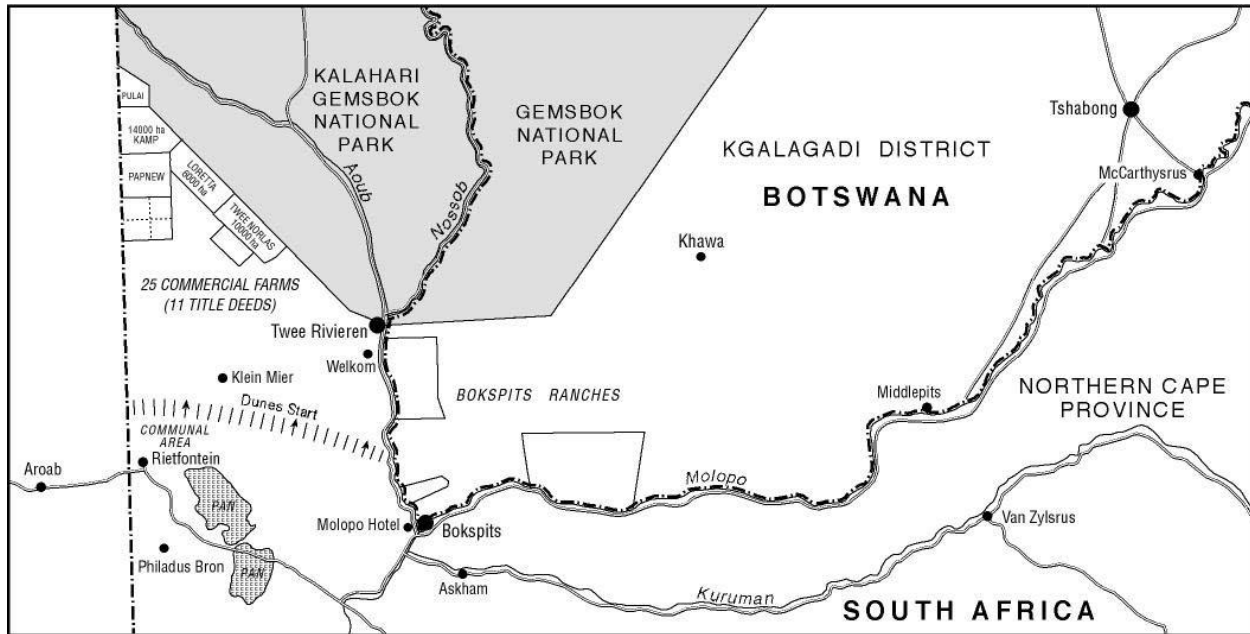 KALAHARI
GEMSBOK
NATIONAL
PARK
GEMSBOK
NATIONAL
PARK
PULAI
14000 ha
KAMP
PAPNEW
LORETTA
6000 ha
TWEE NORLAS
10000 ha
Aoub
Nossob
KGALAGADI DISTRICT
BOTSWANA
Tshabong
McCarthysrus
Khawa
25 COMMERCIAL FARMS
(11 TITLE DEEDS)
Twee Rivieren
Welkom
Klein Mier
Dunes Start
BOKSPITS RANCHES
Middlepits
NORTHERN CAPE
PROVINCE
COMMUNAL
AREA
Rietfontein
Aroab
PAN
Molopo
Molopo Hotel
Bokspits
Van Zylsrus
Philadus Bron
PAN
Askham
Kuruman
SOUTH AFRICA